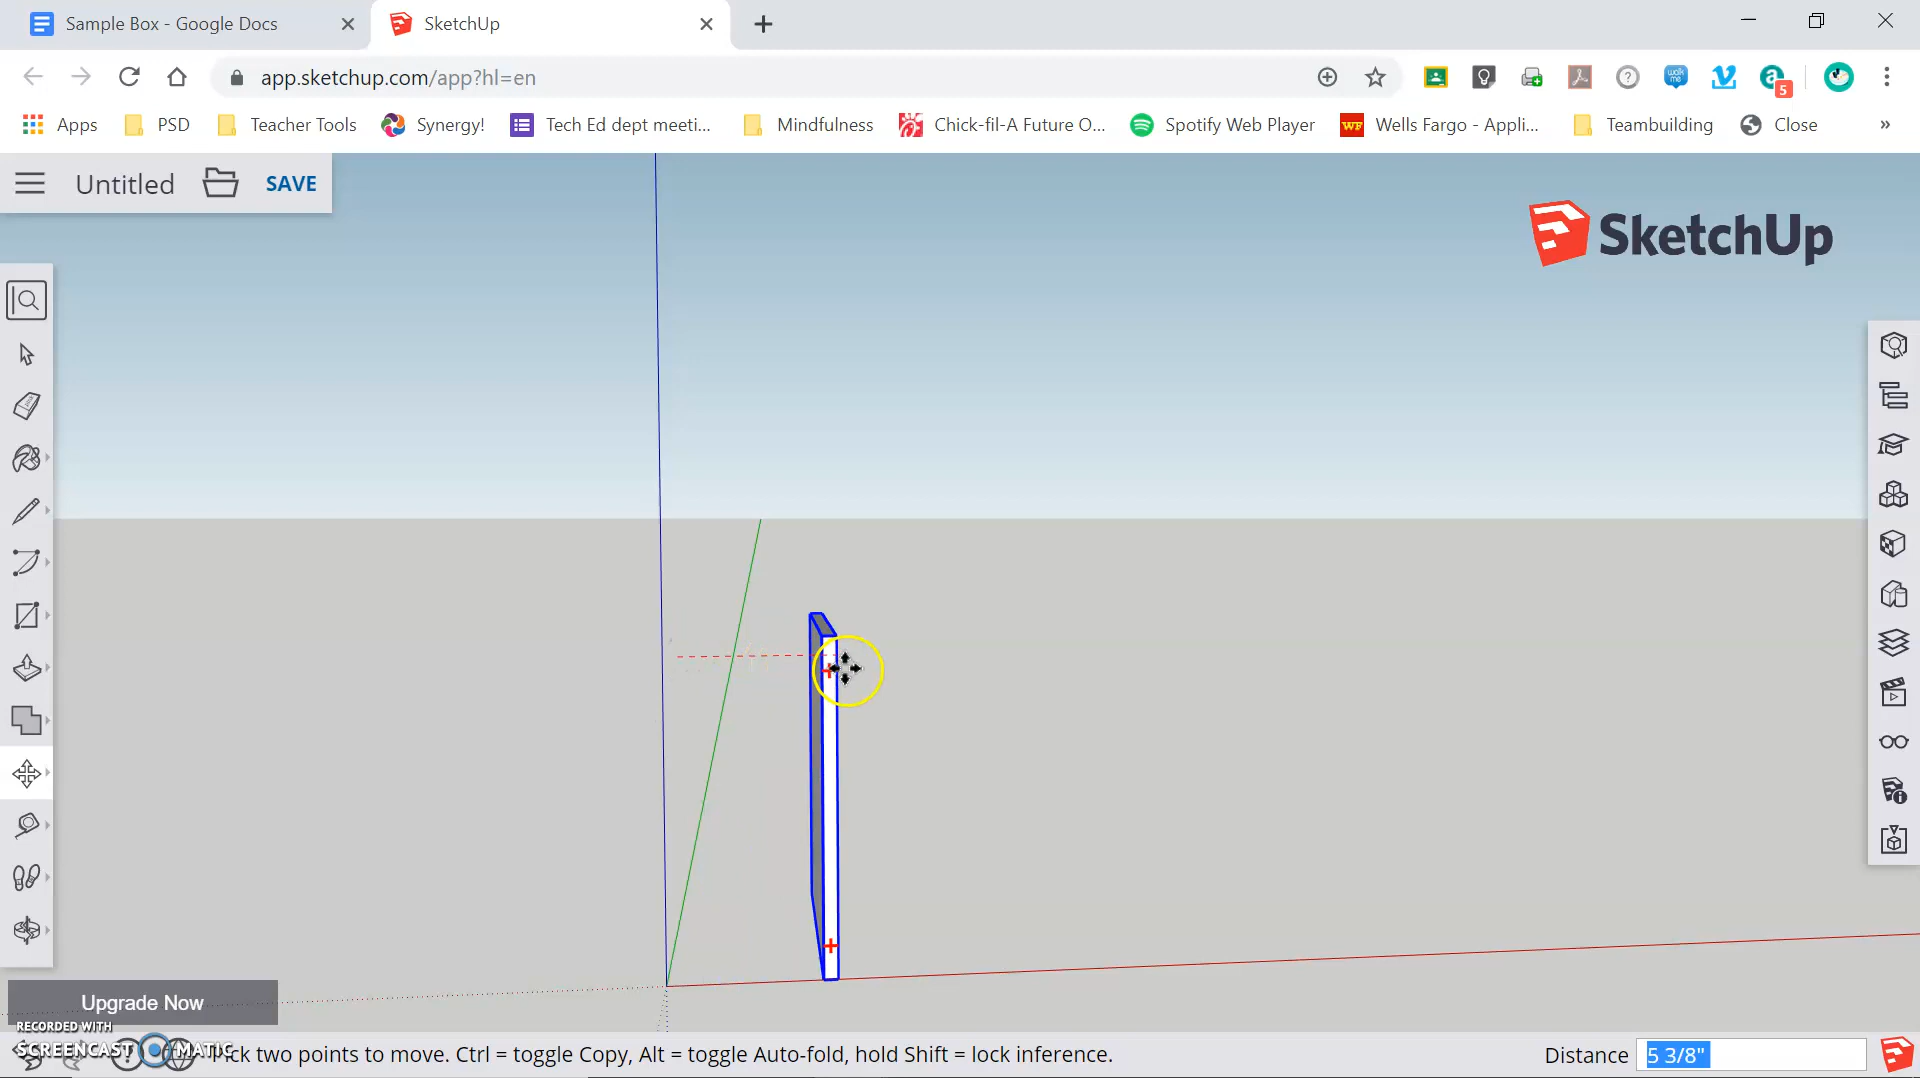 Sample Box - Google Docs
SketchUp
app.sketchup.com/app?hl=en
5
Apps
PSD
Teacher Tools
Synergy!
Tech Ed dept meeti...
Mindfulness
Chick-fil-A Future O...
Spotify Web Player
WF
Wells Fargo - Appli...
Teambuilding
Close
Untitled
SAVE
SketchUp
Upgrade Now
RECORDED WITH
SCREENCAST MATIC
Pick two points to move. Ctrl = toggle Copy, Alt = toggle Auto-fold, hold Shift = lock inference.
Distance
5 3/8"